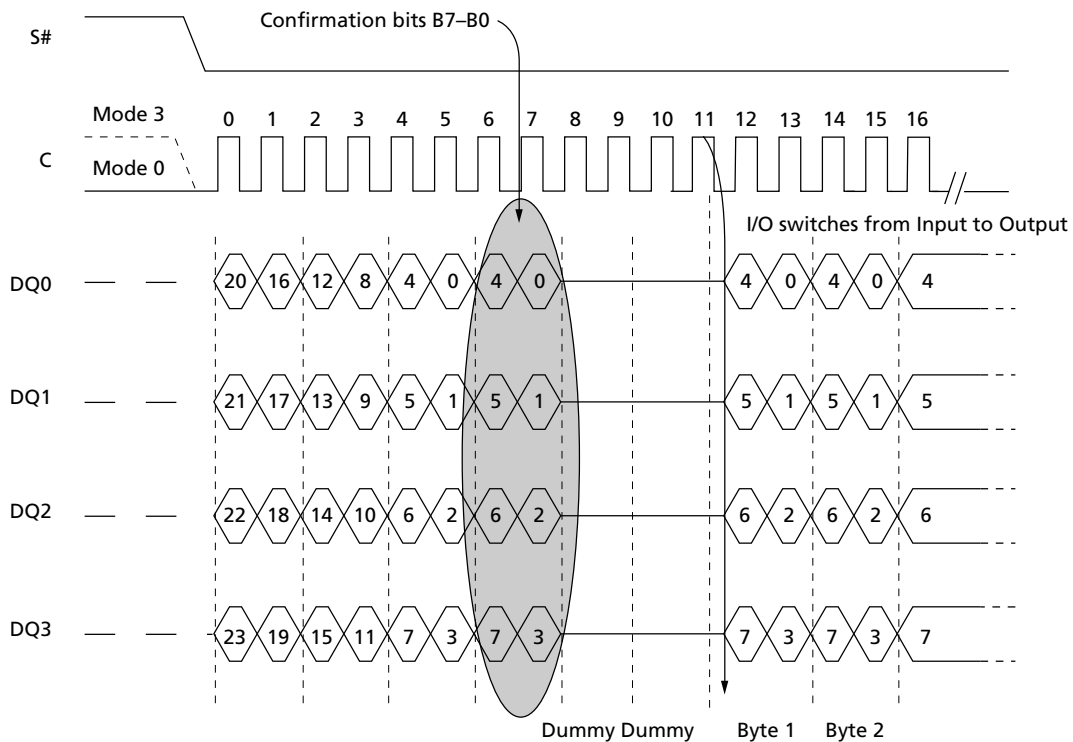 Confirmation bits B7–B0
S#
Mode 3
0 1 2 3 4 5 6 7 8 9 10 11 12 13 14 15 16
C
Mode 0
I/O switches from Input to Output
DQ0 20 16 12 8 4 0 4 0 4 0 4 0 4
DQ1 21 17 13 9 5 1 5 1 5 1 5 1 5
DQ2 22 18 14 10 6 2 6 2 6 2 6 2 6
DQ3 23 19 15 11 7 3 7 3 7 3 7 3 7
Dummy Dummy Byte 1 Byte 2